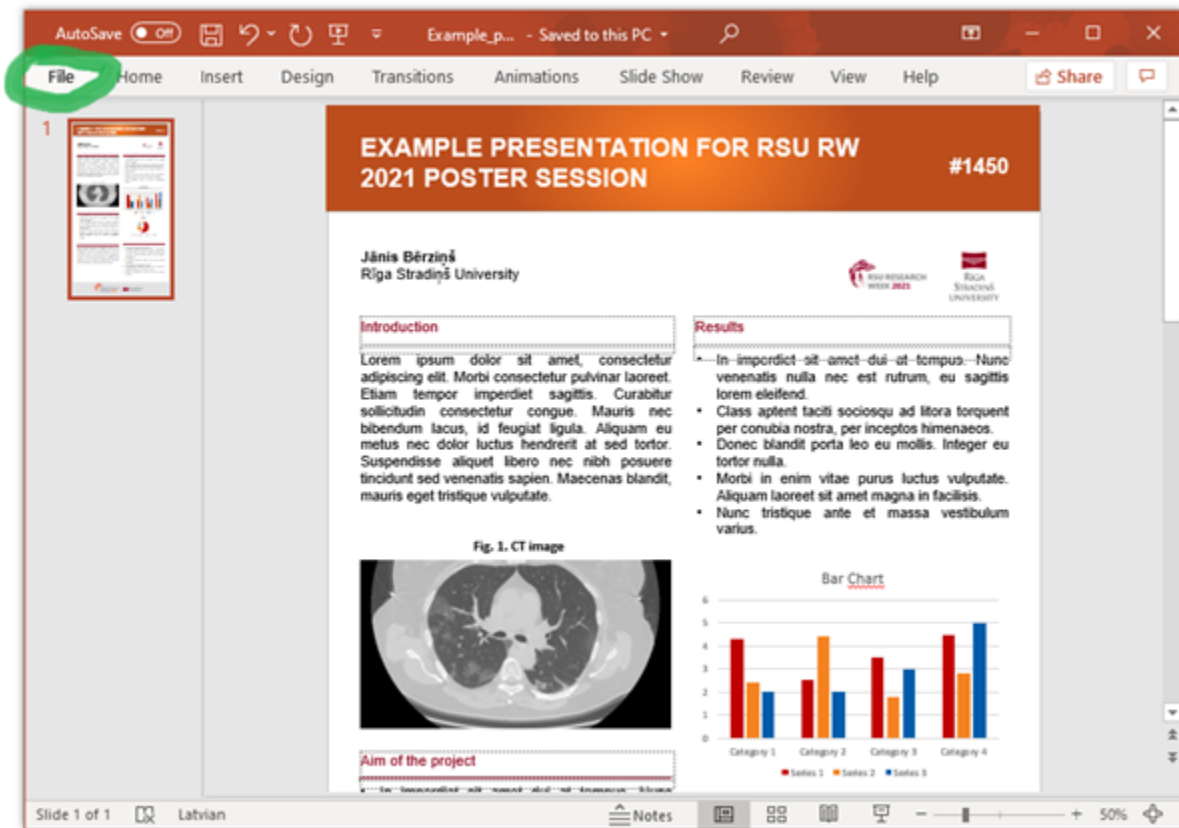 AutoSave Off Example_p... - Saved to this PC
File Home Insert Design Transitions Animations Slide Show Review View Help Share
1
EXAMPLE PRESENTATION FOR RSU RW
2021 POSTER SESSION
#1450
Jānis Bērziņš
Rīga Stradiņš University
RSU RESEARCH
WEEK 2021
RĪGA
STRADIŅŠ
UNIVERSITY
Introduction
Lorem ipsum dolor sit amet, consectetur
adipiscing elit. Morbi consectetur pulvinar laoreet.
Etiam tempor imperdiet sagittis. Curabitur
sollicitudin consectetur congue. Mauris nec
bibendum lacus, id feugiat ligula. Aliquam eu
metus nec dolor luctus hendrerit at sed tortor.
Suspendisse aliquet libero nec nibh posuere
tincidunt sed venenatis sapien. Maecenas blandit,
mauris eget tristique vulputate.
Fig. 1. CT image
Aim of the project
• In imperdiet sit amet dui at tempus. Nunc
Results
• In imperdiet sit amet dui at tempus. Nunc
venenatis nulla nec est rutrum, eu sagittis
lorem eleifend.
• Class aptent taciti sociosqu ad litora torquent
per conubia nostra, per inceptos himenaeos.
• Donec blandit porta leo eu mollis. Integer eu
tortor nulla.
• Morbi in enim vitae purus luctus vulputate.
Aliquam laoreet sit amet magna in facilisis.
• Nunc tristique ante et massa vestibulum
varius.
Bar Chart
6
5
4
3
2
1
0
Category 1 Category 2 Category 3 Category 4
Series 1 Series 2 Series 3
Slide 1 of 1 Latvian Notes 50%